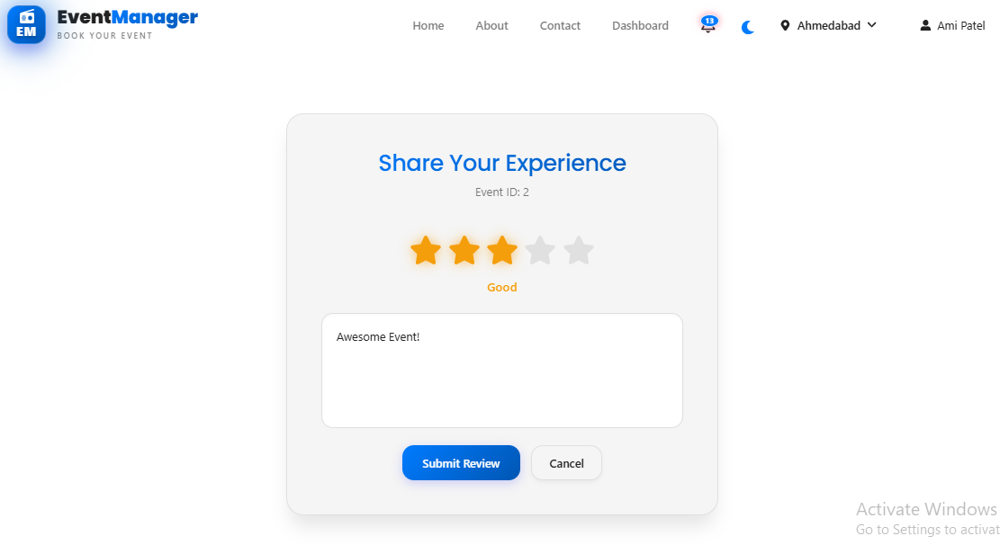 EM
EventManager
BOOK YOUR EVENT
Home About Contact Dashboard 13 Ahmedabad Ami Patel
Share Your Experience
Event ID: 2
Good
Awesome Event!
Submit Review Cancel
Activate Windows
Go to Settings to activat